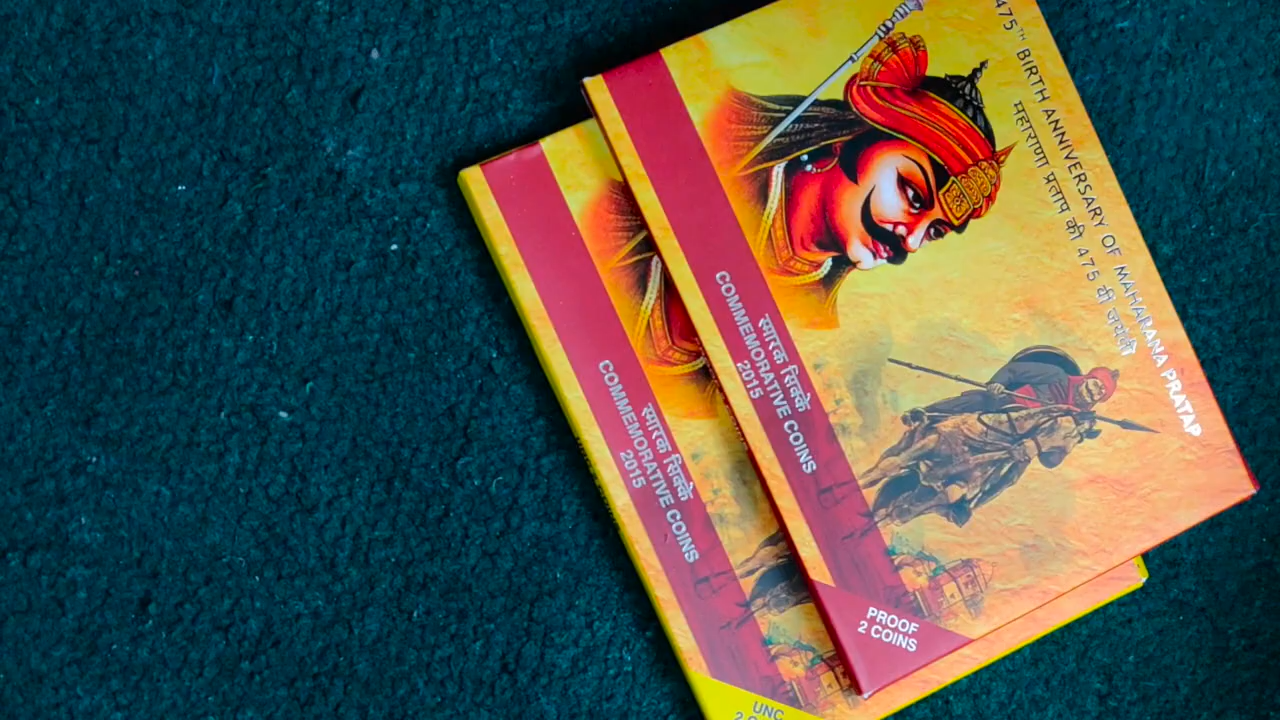 475TH BIRTH ANNIVERSARY OF MAHARANA PRATAP
महाराणा प्रताप की 475 वीं जयंती
स्मारक सिक्के
COMMEMORATIVE COINS
2015
PROOF
2 COINS
स्मारक सिक्के
COMMEMORATIVE COINS
2015
UNC